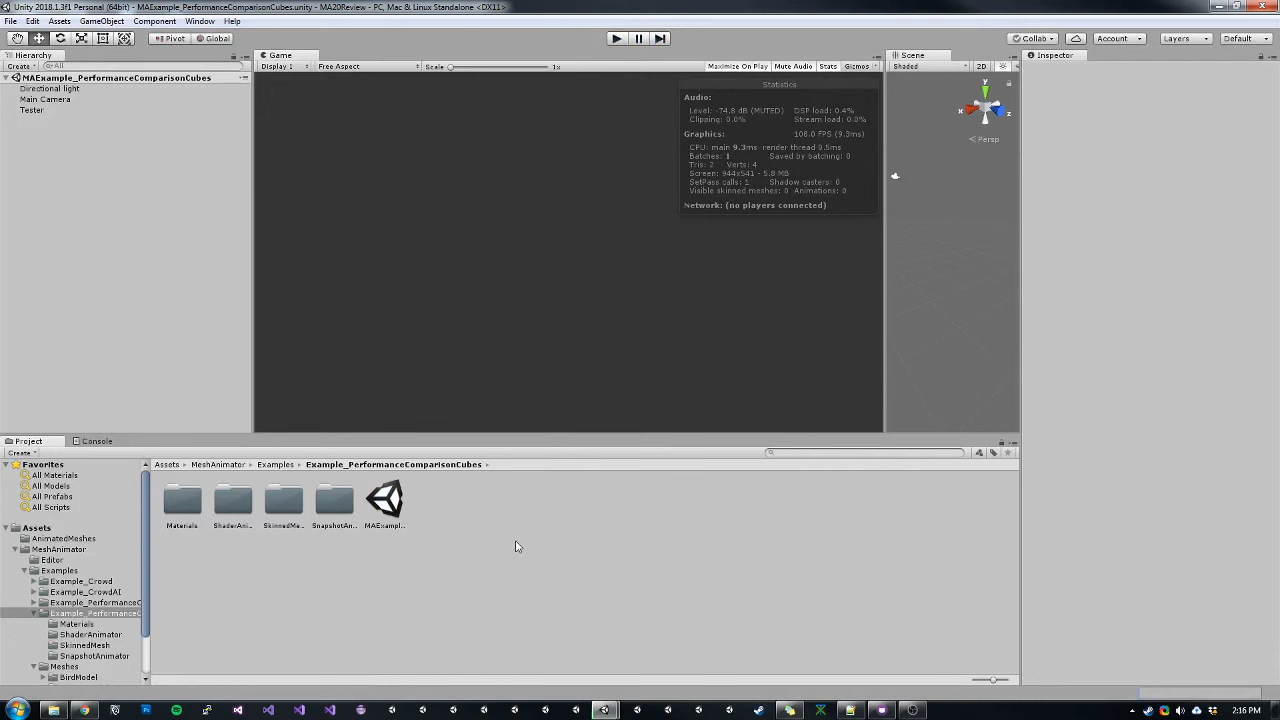 Unity 2018.1.3f1 Personal (64bit) - MAExample_PerformanceComparisonCubes.unity - MA20Review - PC, Mac & Linux Standalone <DX11>
File Edit Assets GameObject Component Window Help
Pivot Global Collab Account Layers Default
Hierarchy
Create All
MAExample_PerformanceComparisonCubes
Directional light
Main Camera
Tester
Game
Display 1 Free Aspect Scale 1x Maximize On Play Mute Audio Stats Gizmos
Statistics
Audio:
Level: -74.8 dB (MUTED) DSP load: 0.4%
Clipping: 0.0% Stream load: 0.0%
Graphics: 108.0 FPS (9.3ms)
CPU: main 9.3ms render thread 0.5ms
Batches: 1 Saved by batching: 0
Tris: 2 Verts: 4
Screen: 944x541 - 5.8 MB
SetPass calls: 1 Shadow casters: 0
Visible skinned meshes: 0 Animations: 0
Network: (no players connected)
Scene
Shaded 2D
y
x
z
Persp
Inspector
Project Console
Create
Favorites
All Materials
All Models
All Prefabs
All Scripts
Assets
AnimatedMeshes
MeshAnimator
Editor
Examples
Example_Crowd
Example_CrowdAI
Example_PerformanceC
Example_PerformanceC
Materials
ShaderAnimator
SkinnedMesh
SnapshotAnimator
Meshes
BirdModel
Assets MeshAnimator Examples Example_PerformanceComparisonCubes
Materials ShaderAni... SkinnedMe... SnapshotAn... MAExampl...
2:16 PM